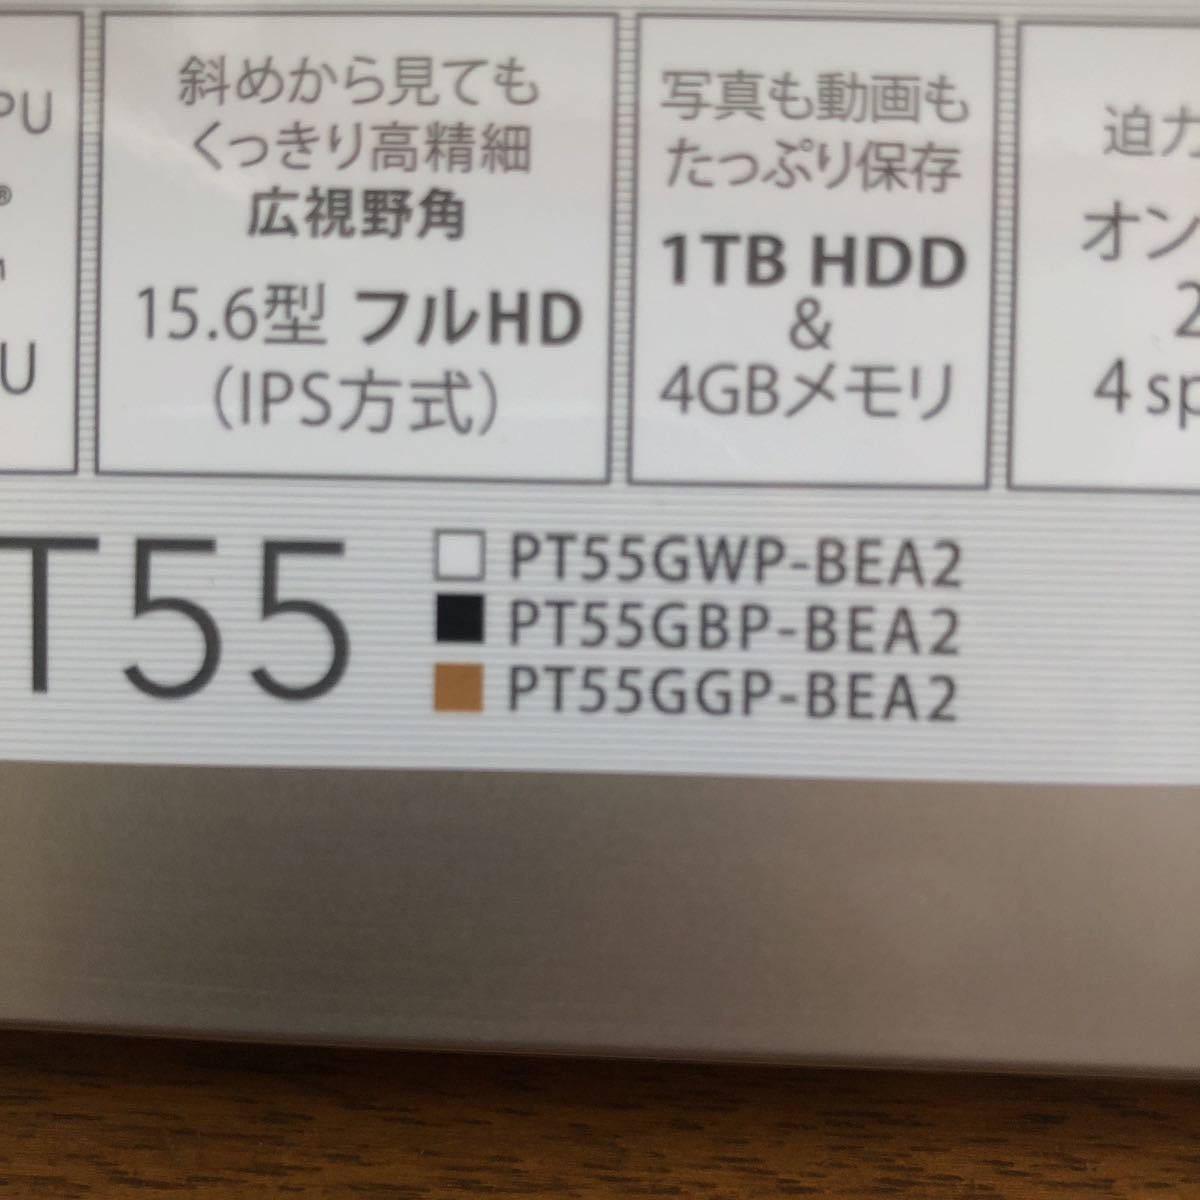 PU
®
U
斜めから見ても
くっきり高精細
広視野角
15.6型 フルHD
(IPS方式)
写真も動画も
たっぷり保存
1TB HDD
&
4GBメモリ
迫力
オン
2
4 sp
T55
PT55GWP-BEA2
PT55GBP-BEA2
PT55GGP-BEA2